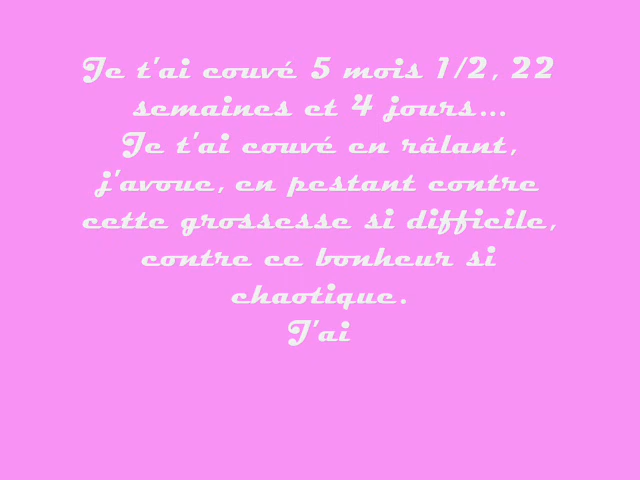 Je t'ai couvé 5 mois 1/2, 22
semaines et 4 jours...
Je t'ai couvé en râlant,
j'avoue, en pestant contre
cette grossesse si difficile,
contre ce bonheur si
chaotique.
J'ai